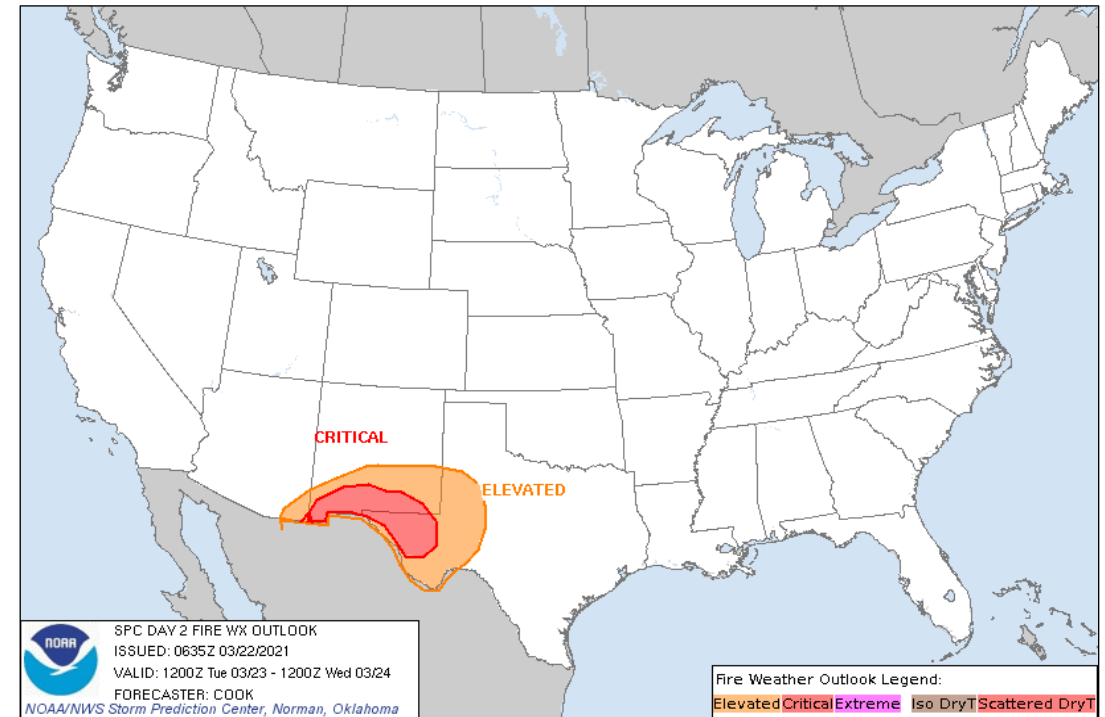 CRITICAL
ELEVATED
NOAA
SPC DAY 2 FIRE WX OUTLOOK
ISSUED: 0635Z 03/22/2021
VALID: 1200Z Tue 03/23 - 1200Z Wed 03/24
FORECASTER: COOK
NOAA/NWS Storm Prediction Center, Norman, Oklahoma
Fire Weather Outlook Legend:
Elevated Critical Extreme Iso DryT Scattered DryT